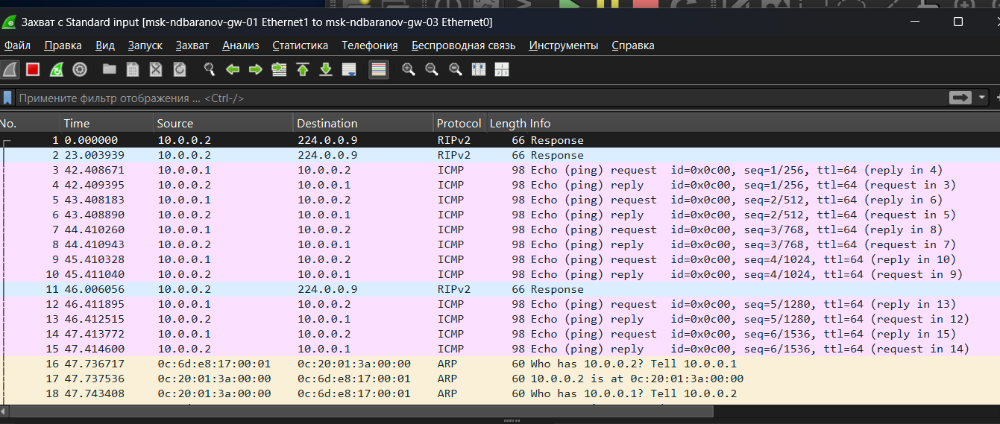 Захват с Standard input [msk-ndbaranov-gw-01 Ethernet1 to msk-ndbaranov-gw-03 Ethernet0]
Файл Правка Вид Запуск Захват Анализ Статистика Телефония Беспроводная связь Инструменты Справка
Примените фильтр отображения ... <Ctrl-/>
No. Time Source Destination Protocol Length Info
1 0.000000 10.0.0.2 224.0.0.9 RIPv2 66 Response
2 23.003939 10.0.0.2 224.0.0.9 RIPv2 66 Response
3 42.408671 10.0.0.1 10.0.0.2 ICMP 98 Echo (ping) request id=0x0c00, seq=1/256, ttl=64 (reply in 4)
4 42.409395 10.0.0.2 10.0.0.1 ICMP 98 Echo (ping) reply id=0x0c00, seq=1/256, ttl=64 (request in 3)
5 43.408183 10.0.0.1 10.0.0.2 ICMP 98 Echo (ping) request id=0x0c00, seq=2/512, ttl=64 (reply in 6)
6 43.408890 10.0.0.2 10.0.0.1 ICMP 98 Echo (ping) reply id=0x0c00, seq=2/512, ttl=64 (request in 5)
7 44.410260 10.0.0.1 10.0.0.2 ICMP 98 Echo (ping) request id=0x0c00, seq=3/768, ttl=64 (reply in 8)
8 44.410943 10.0.0.2 10.0.0.1 ICMP 98 Echo (ping) reply id=0x0c00, seq=3/768, ttl=64 (request in 7)
9 45.410328 10.0.0.1 10.0.0.2 ICMP 98 Echo (ping) request id=0x0c00, seq=4/1024, ttl=64 (reply in 10)
10 45.411040 10.0.0.2 10.0.0.1 ICMP 98 Echo (ping) reply id=0x0c00, seq=4/1024, ttl=64 (request in 9)
11 46.006056 10.0.0.2 224.0.0.9 RIPv2 66 Response
12 46.411895 10.0.0.1 10.0.0.2 ICMP 98 Echo (ping) request id=0x0c00, seq=5/1280, ttl=64 (reply in 13)
13 46.412515 10.0.0.2 10.0.0.1 ICMP 98 Echo (ping) reply id=0x0c00, seq=5/1280, ttl=64 (request in 12)
14 47.413772 10.0.0.1 10.0.0.2 ICMP 98 Echo (ping) request id=0x0c00, seq=6/1536, ttl=64 (reply in 15)
15 47.414600 10.0.0.2 10.0.0.1 ICMP 98 Echo (ping) reply id=0x0c00, seq=6/1536, ttl=64 (request in 14)
16 47.736717 0c:6d:e8:17:00:01 0c:20:01:3a:00:00 ARP 60 Who has 10.0.0.2? Tell 10.0.0.1
17 47.737536 0c:20:01:3a:00:00 0c:6d:e8:17:00:01 ARP 60 10.0.0.2 is at 0c:20:01:3a:00:00
18 47.743408 0c:20:01:3a:00:00 0c:6d:e8:17:00:01 ARP 60 Who has 10.0.0.1? Tell 10.0.0.2